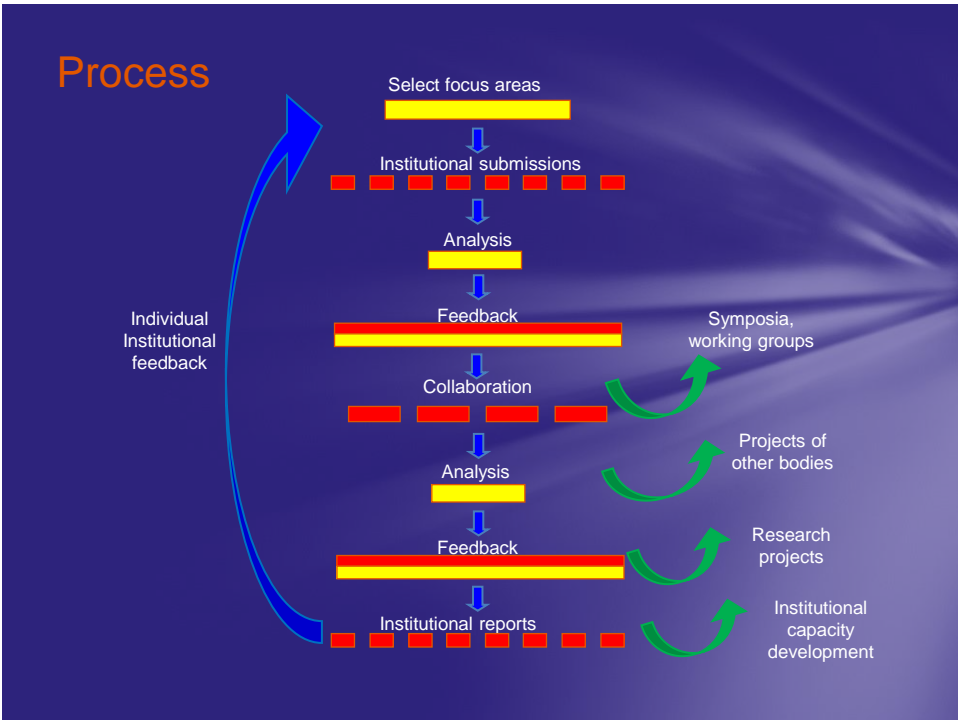 Process
Select focus areas
Institutional submissions
Analysis
Feedback
Individual
Institutional
feedback
Symposia,
working groups
Collaboration
Projects of
other bodies
Analysis
Research
projects
Feedback
Institutional
capacity
development
Institutional reports